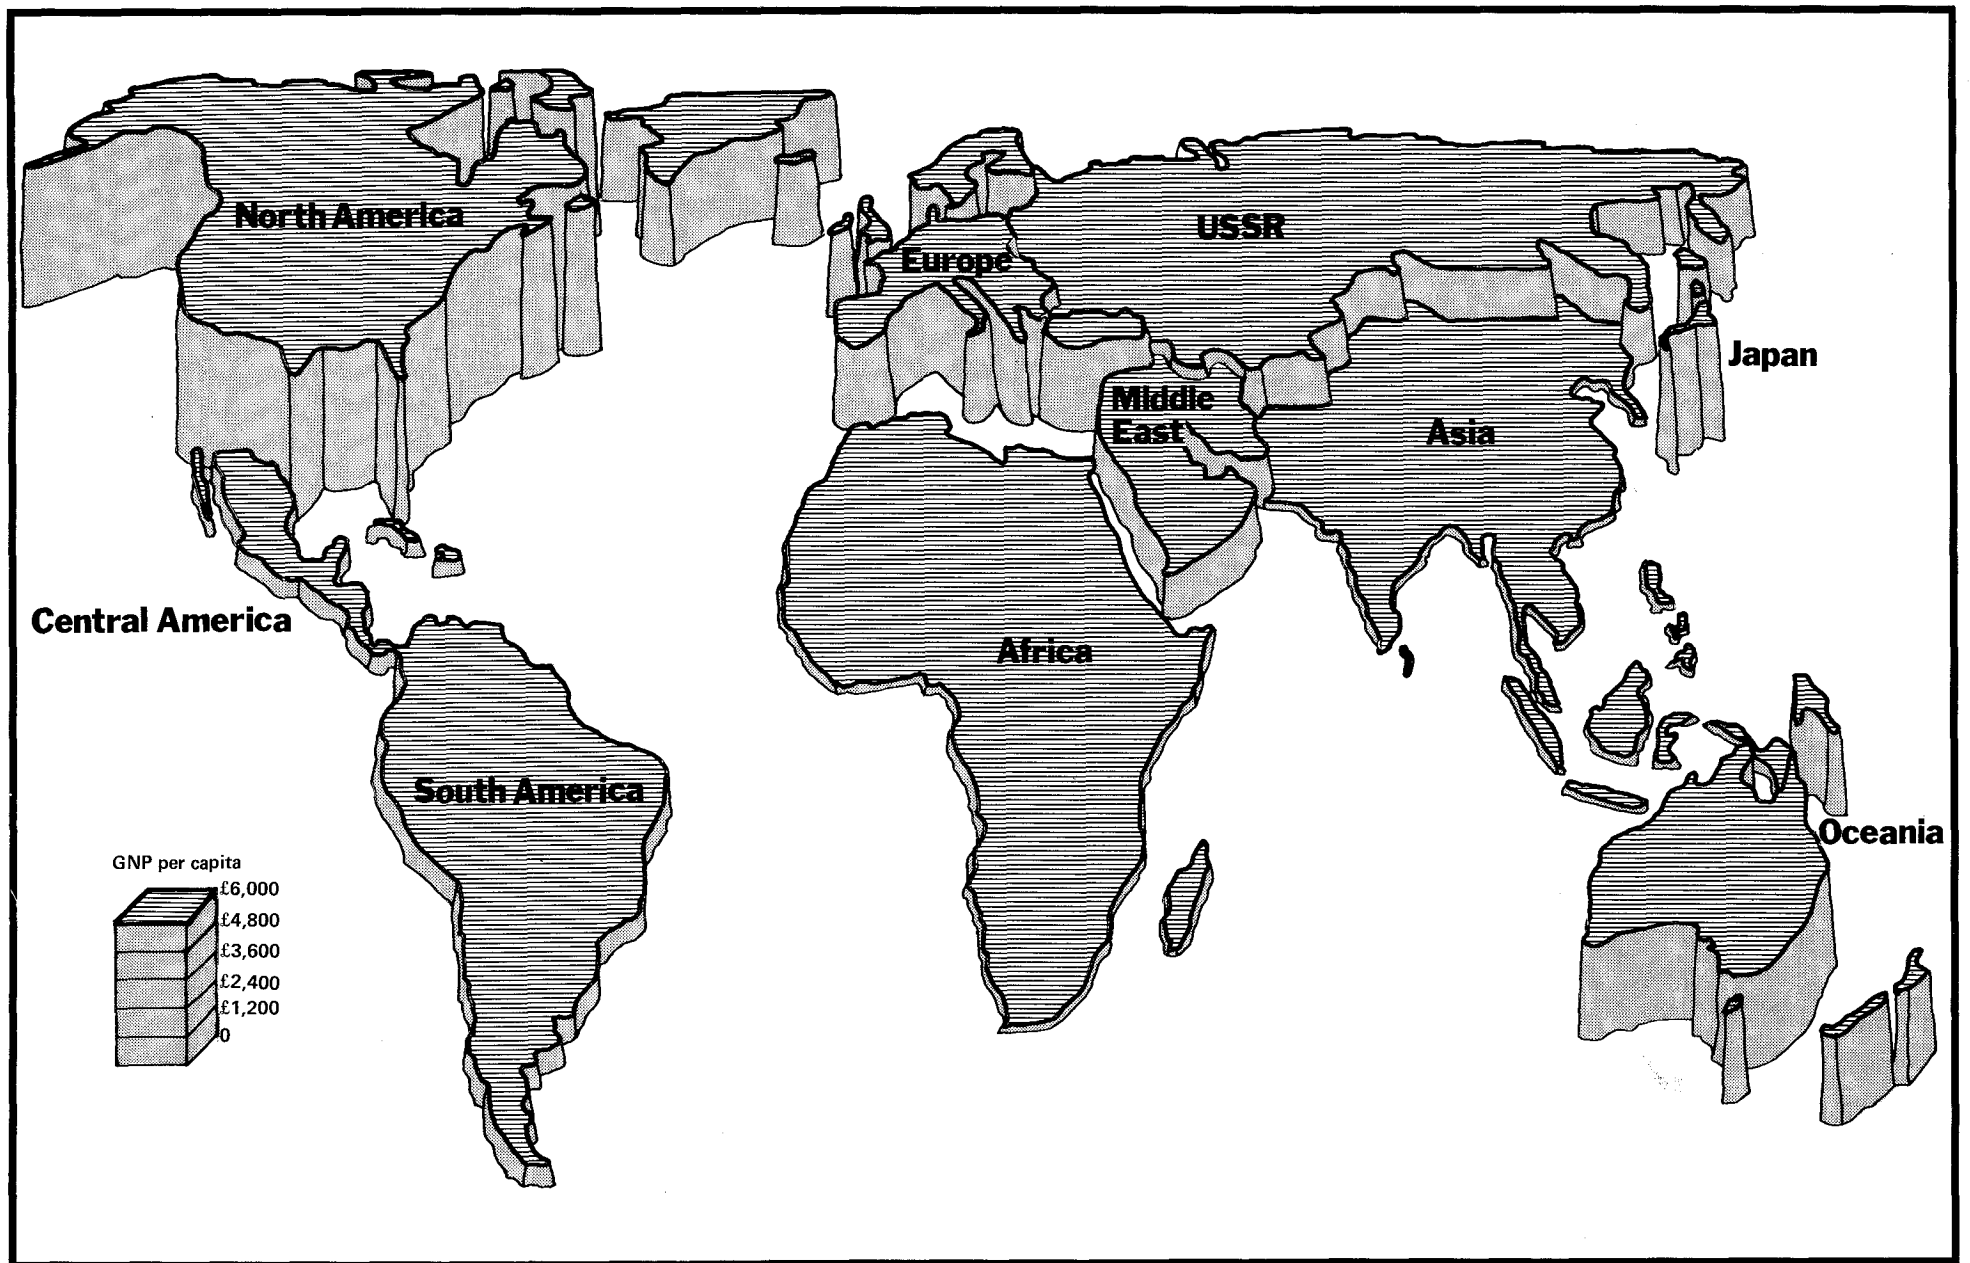 North America
USSR
Europe
Japan
Middle
East
Asia
Central America
Africa
South America
Oceania
GNP per capita
£6,000
£4,800
£3,600
£2,400
£1,200
0